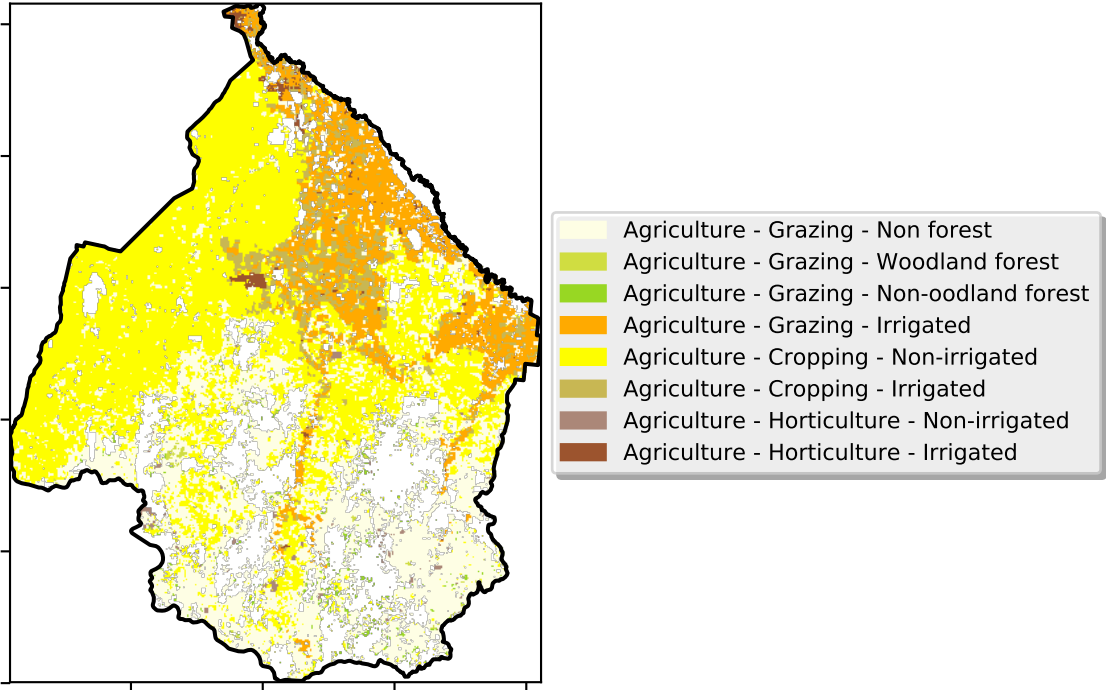 Agriculture - Grazing - Non forest
Agriculture - Grazing - Woodland forest
Agriculture - Grazing - Non-oodland forest
Agriculture - Grazing - Irrigated
Agriculture - Cropping - Non-irrigated
Agriculture - Cropping - Irrigated
Agriculture - Horticulture - Non-irrigated
Agriculture - Horticulture - Irrigated